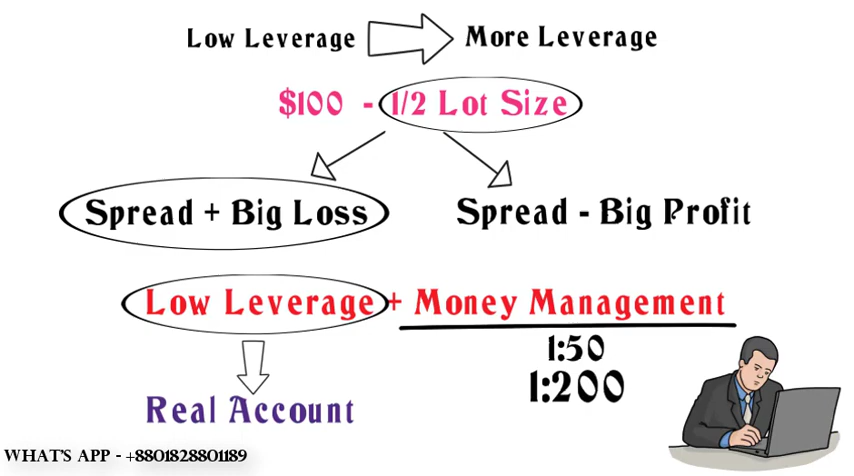 Low Leverage More Leverage
$100 - 1/2 Lot Size
Spread + Big Loss Spread - Big Profit
Low Leverage + Money Management
1:50
1:200
Real Account
WHAT'S APP - +8801828801189